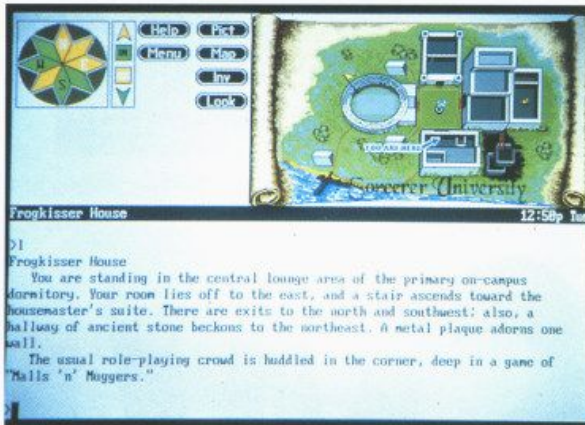 Help Pict
Menu Map
Inv
Look
N
W
S
YOU ARE HERE
Sorcerer University
Frogkisser House 12:50p Tue
>l
Frogkisser House
You are standing in the central lounge area of the primary on-campus
dormitory. Your room lies off to the east, and a stair ascends toward the
housemaster's suite. There are exits to the north and southwest; also, a
hallway of ancient stone beckons to the northeast. A metal plaque adorns one
wall.
The usual role-playing crowd is huddled in the corner, deep in a game of
"Malls 'n' Muggers."
>